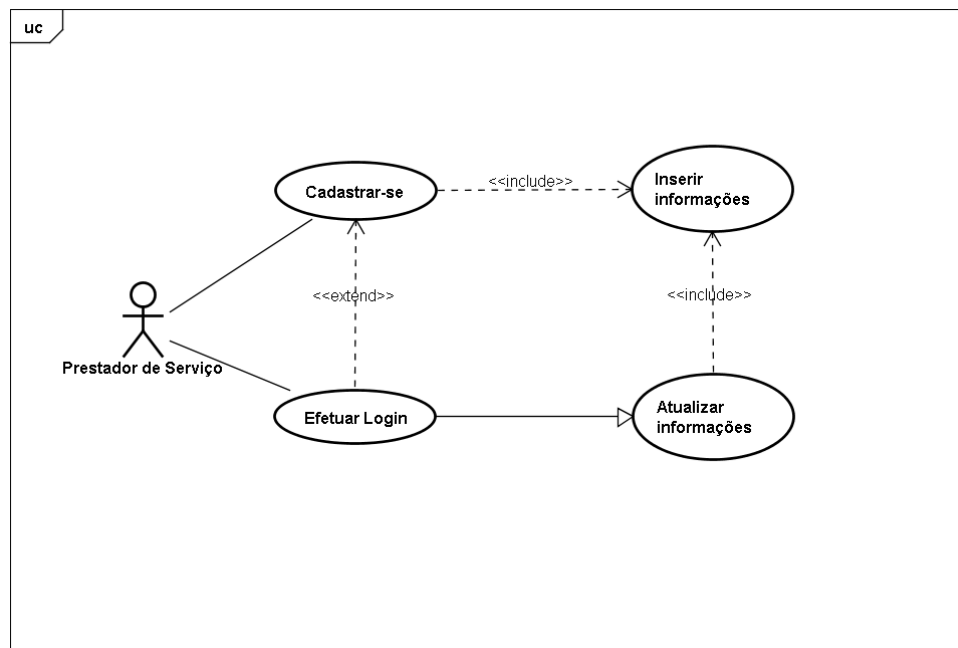 uc
Cadastrar-se
<<include>>
Inserir
informações
<<extend>>
<<include>>
Prestador de Serviço
Efetuar Login
Atualizar
informações